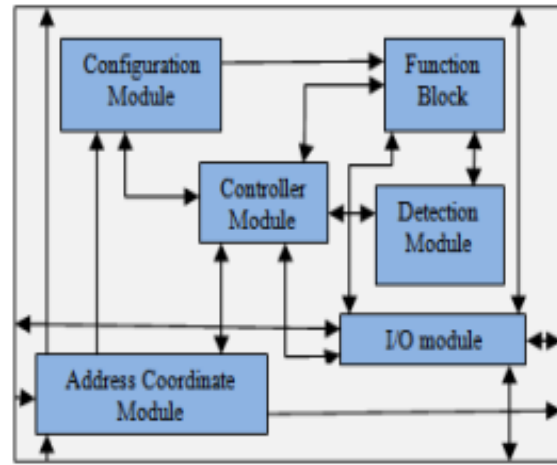 Configuration
Module
Function
Block
Controller
Module
Detection
Module
I/O module
Address Coordinate
Module